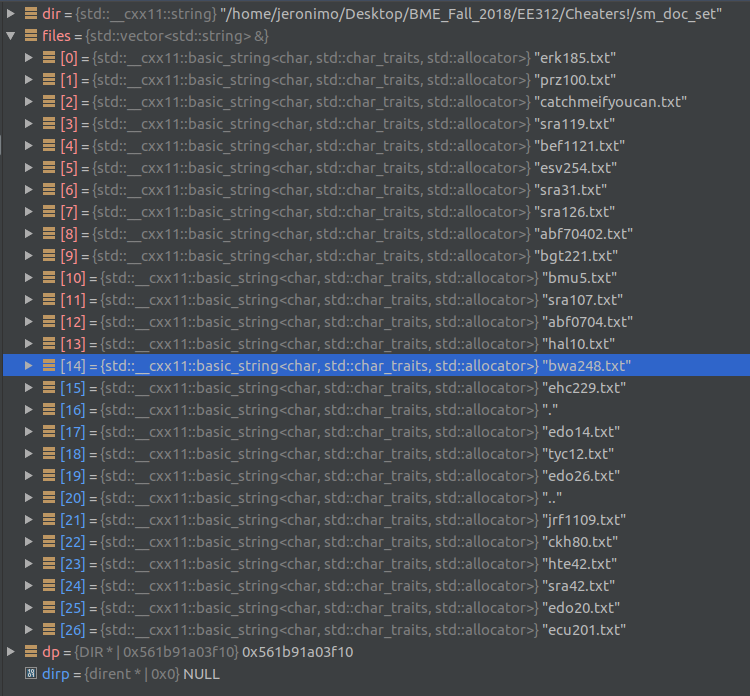 dir = {std::__cxx11::string} "/home/jeronimo/Desktop/BME_Fall_2018/EE312/Cheaters!/sm_doc_set"
files = {std::vector<std::string> &}
[0] = {std::__cxx11::basic_string<char, std::char_traits, std::allocator>} "erk185.txt"
[1] = {std::__cxx11::basic_string<char, std::char_traits, std::allocator>} "prz100.txt"
[2] = {std::__cxx11::basic_string<char, std::char_traits, std::allocator>} "catchmeifyoucan.txt"
[3] = {std::__cxx11::basic_string<char, std::char_traits, std::allocator>} "sra119.txt"
[4] = {std::__cxx11::basic_string<char, std::char_traits, std::allocator>} "bef1121.txt"
[5] = {std::__cxx11::basic_string<char, std::char_traits, std::allocator>} "esv254.txt"
[6] = {std::__cxx11::basic_string<char, std::char_traits, std::allocator>} "sra31.txt"
[7] = {std::__cxx11::basic_string<char, std::char_traits, std::allocator>} "sra126.txt"
[8] = {std::__cxx11::basic_string<char, std::char_traits, std::allocator>} "abf70402.txt"
[9] = {std::__cxx11::basic_string<char, std::char_traits, std::allocator>} "bgt221.txt"
[10] = {std::__cxx11::basic_string<char, std::char_traits, std::allocator>} "bmu5.txt"
[11] = {std::__cxx11::basic_string<char, std::char_traits, std::allocator>} "sra107.txt"
[12] = {std::__cxx11::basic_string<char, std::char_traits, std::allocator>} "abf0704.txt"
[13] = {std::__cxx11::basic_string<char, std::char_traits, std::allocator>} "hal10.txt"
[14] = {std::__cxx11::basic_string<char, std::char_traits, std::allocator>} "bwa248.txt"
[15] = {std::__cxx11::basic_string<char, std::char_traits, std::allocator>} "ehc229.txt"
[16] = {std::__cxx11::basic_string<char, std::char_traits, std::allocator>} "."
[17] = {std::__cxx11::basic_string<char, std::char_traits, std::allocator>} "edo14.txt"
[18] = {std::__cxx11::basic_string<char, std::char_traits, std::allocator>} "tyc12.txt"
[19] = {std::__cxx11::basic_string<char, std::char_traits, std::allocator>} "edo26.txt"
[20] = {std::__cxx11::basic_string<char, std::char_traits, std::allocator>} ".."
[21] = {std::__cxx11::basic_string<char, std::char_traits, std::allocator>} "jrf1109.txt"
[22] = {std::__cxx11::basic_string<char, std::char_traits, std::allocator>} "ckh80.txt"
[23] = {std::__cxx11::basic_string<char, std::char_traits, std::allocator>} "hte42.txt"
[24] = {std::__cxx11::basic_string<char, std::char_traits, std::allocator>} "sra42.txt"
[25] = {std::__cxx11::basic_string<char, std::char_traits, std::allocator>} "edo20.txt"
[26] = {std::__cxx11::basic_string<char, std::char_traits, std::allocator>} "ecu201.txt"
dp = {DIR * | 0x561b91a03f10} 0x561b91a03f10
dirp = {dirent * | 0x0} NULL